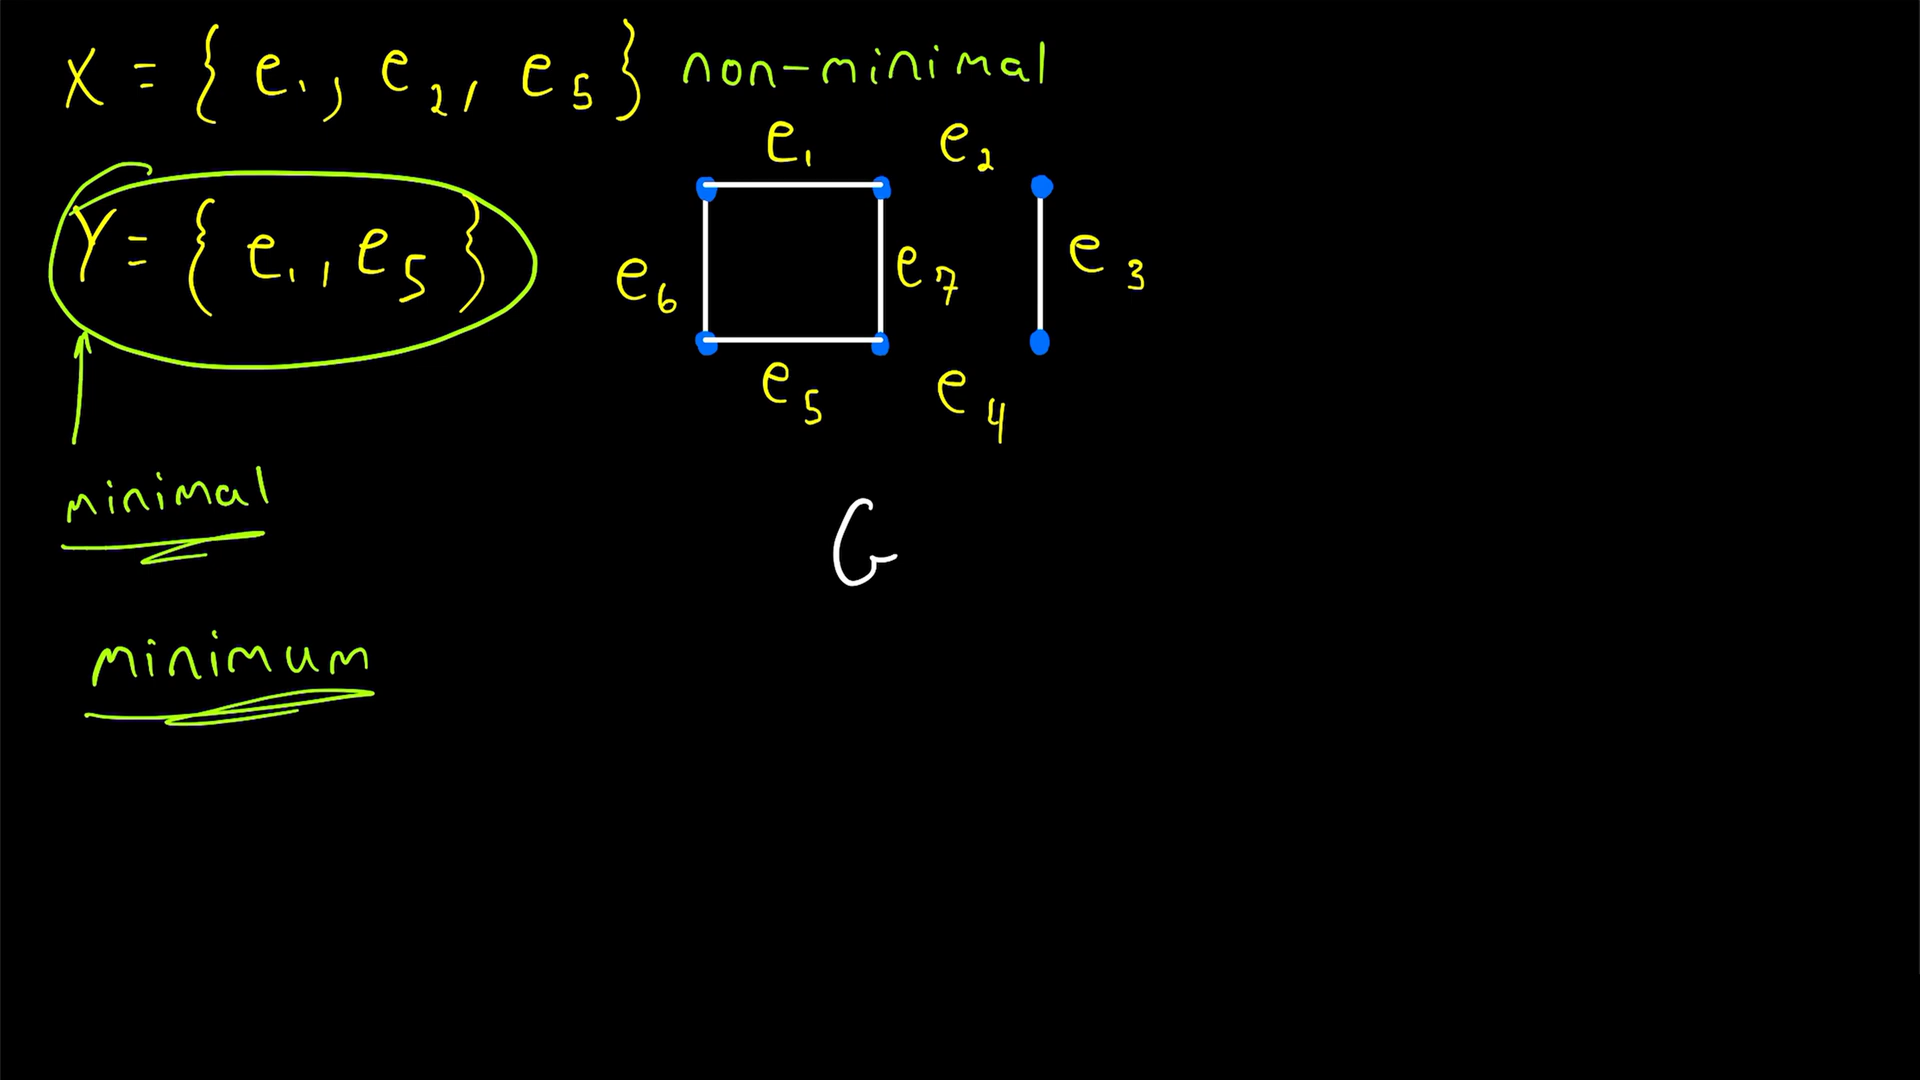 X = { e₁, e₂, e₅ } non-minimal
e₁ e₂
Y = { e₁, e₅ }
e₆ e₇ e₃
e₅ e₄
minimal
G
minimum